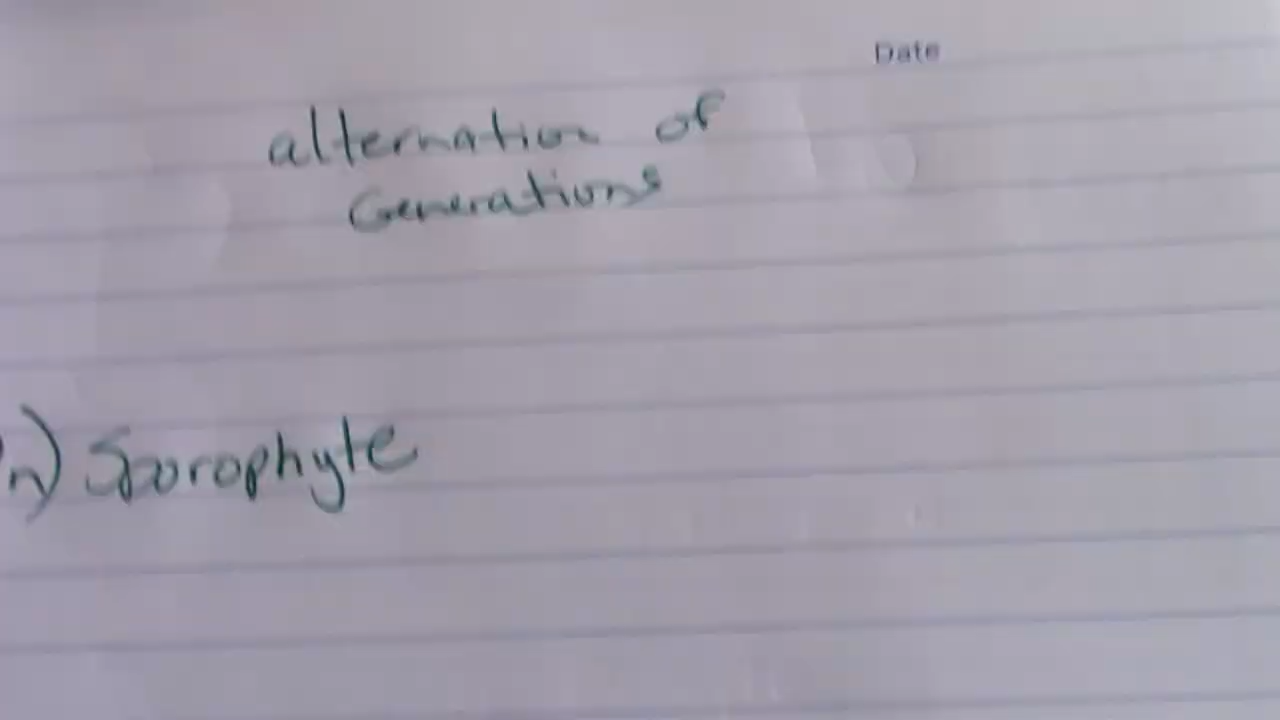 Date
alternation of
Generations
n) Sporophyte